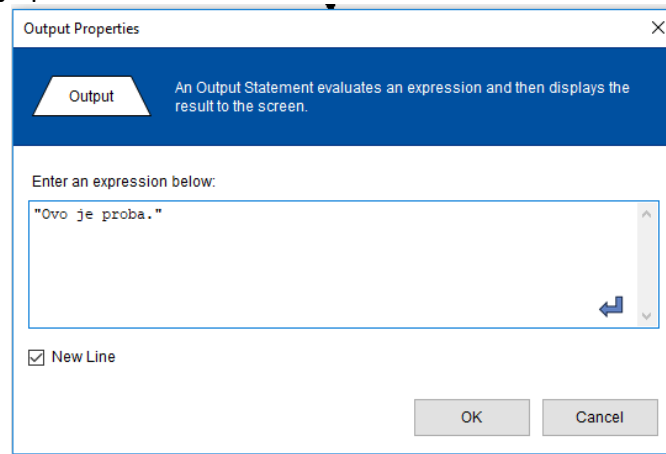 Output Properties
Output
An Output Statement evaluates an expression and then displays the
result to the screen.
Enter an expression below:
"Ovo je proba."
New Line
OK
Cancel